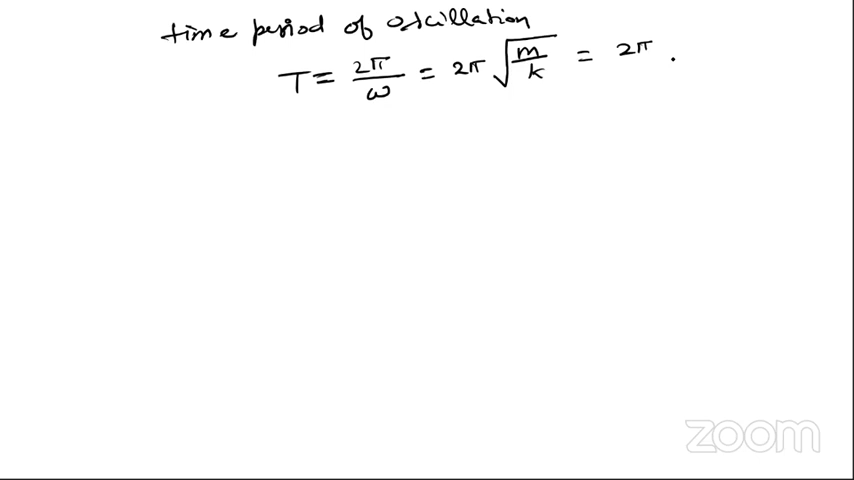 time period of oscillation
T = 2π/ω = 2π √(m/k) = 2π .
zoom